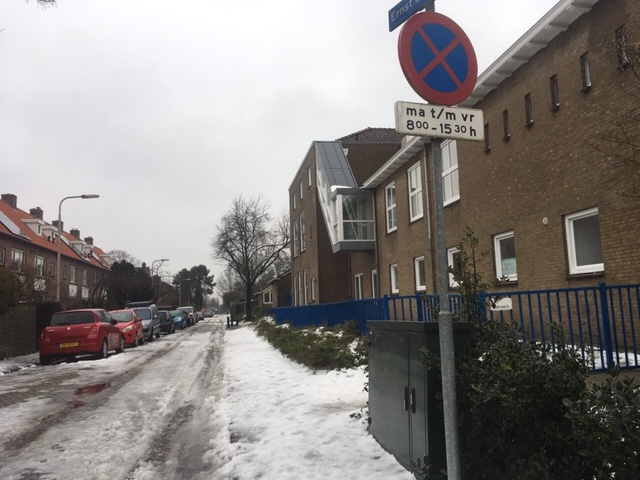 Ernst
ma t/m vr
8⁰⁰ - 15³⁰ h